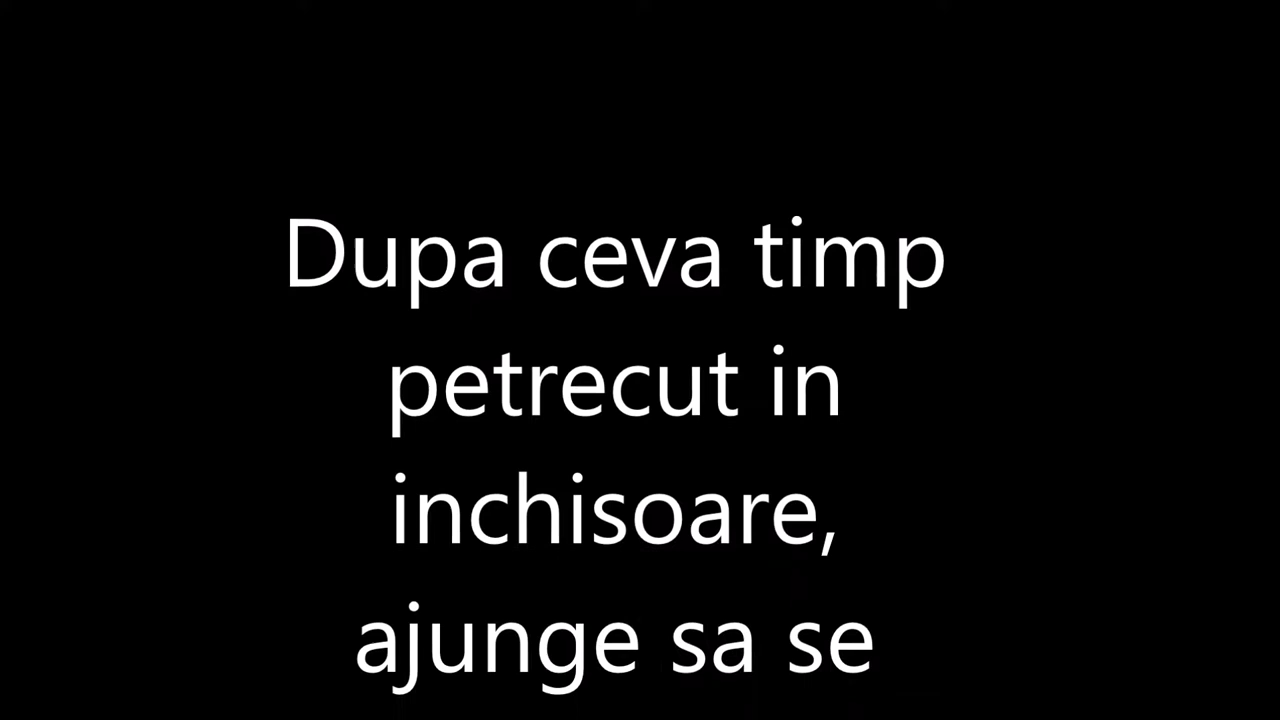 Dupa ceva timp
petrecut in
inchisoare,
ajunge sa se